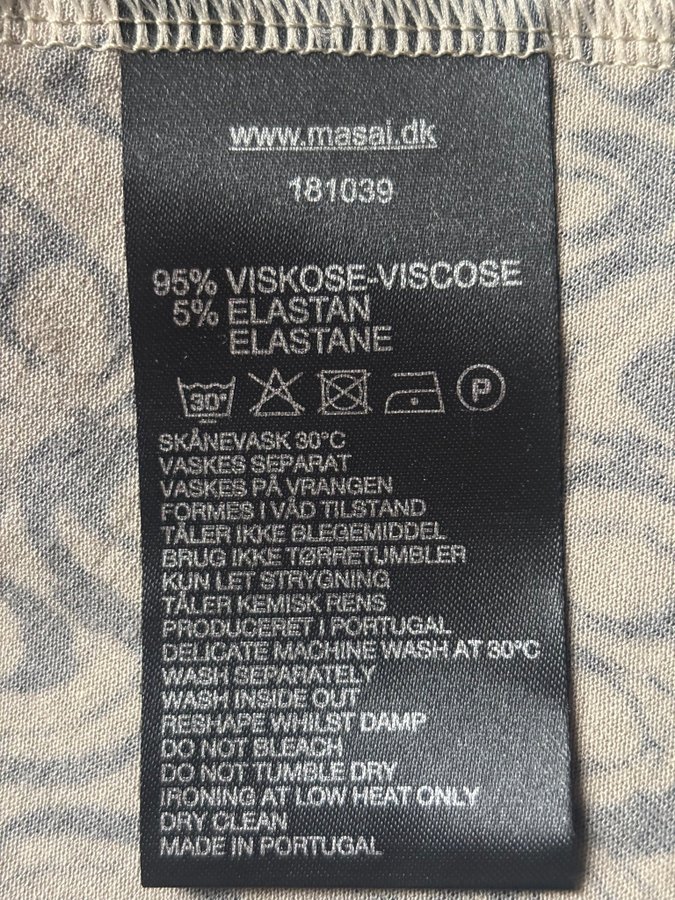 www.masai.dk
181039
95% VISKOSE-VISCOSE
5% ELASTAN
ELASTANE
30° P
SKÅNEVASK 30°C
VASKES SEPARAT
VASKES PÅ VRANGEN
FORMES I VÅD TILSTAND
TÅLER IKKE BLEGEMIDDEL
BRUG IKKE TØRRETUMBLER
KUN LET STRYGNING
TÅLER KEMISK RENS
PRODUCERET I PORTUGAL
DELICATE MACHINE WASH AT 30°C
WASH SEPARATELY
WASH INSIDE OUT
RESHAPE WHILST DAMP
DO NOT BLEACH
DO NOT TUMBLE DRY
IRONING AT LOW HEAT ONLY
DRY CLEAN
MADE IN PORTUGAL